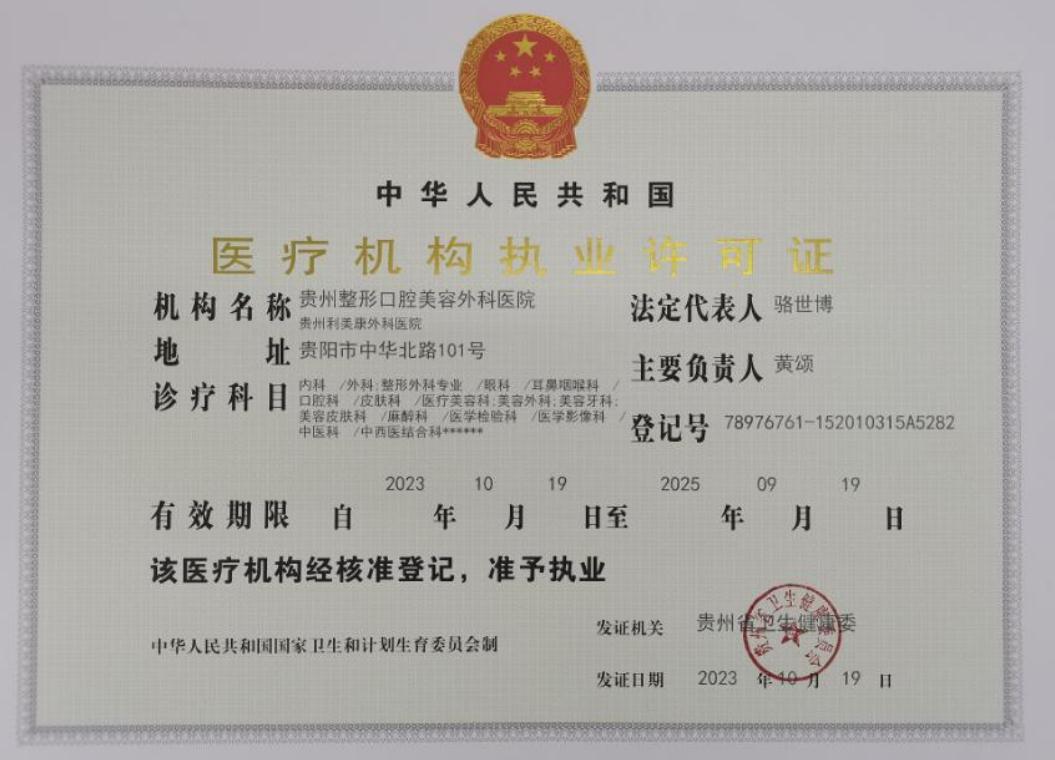 中华人民共和国
医疗机构执业许可证
机构名称 贵州整形口腔美容外科医院
贵州利美康外科医院
法定代表人 骆世博
地址 贵阳市中华北路101号
主要负责人 黄颂
诊疗科目 内科 /外科;整形外科专业 /眼科 /耳鼻咽喉科 /
口腔科 /皮肤科 /医疗美容科;美容外科;美容牙科;
美容皮肤科 /麻醉科 /医学检验科 /医学影像科 /
中医科 /中西医结合科******
登记号 78976761-152010315A5282
有效期限 自 2023 年 10 月 19 日至 2025 年 09 月 19 日
该医疗机构经核准登记，准予执业
发证机关 贵州省卫生健康委
贵州省卫生健康委员会
中华人民共和国国家卫生和计划生育委员会制
发证日期 2023 年 10 月 19 日